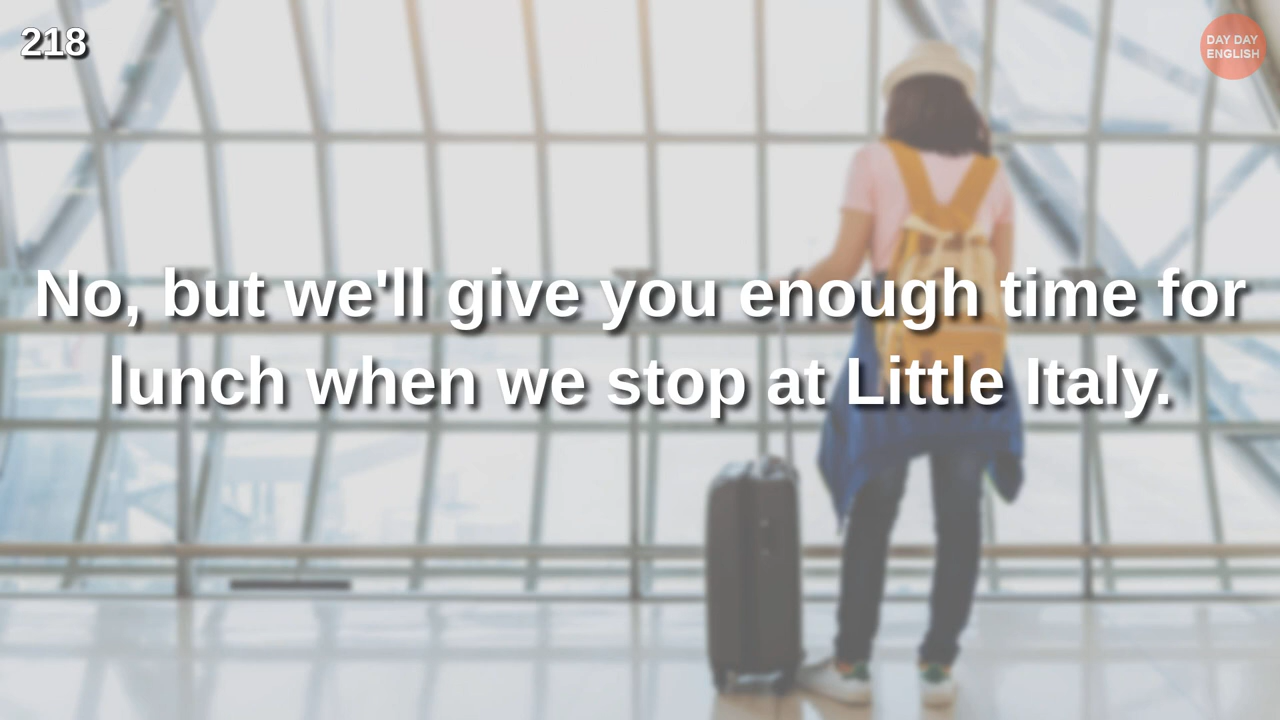 218
DAY DAY
ENGLISH
No, but we'll give you enough time for
lunch when we stop at Little Italy.